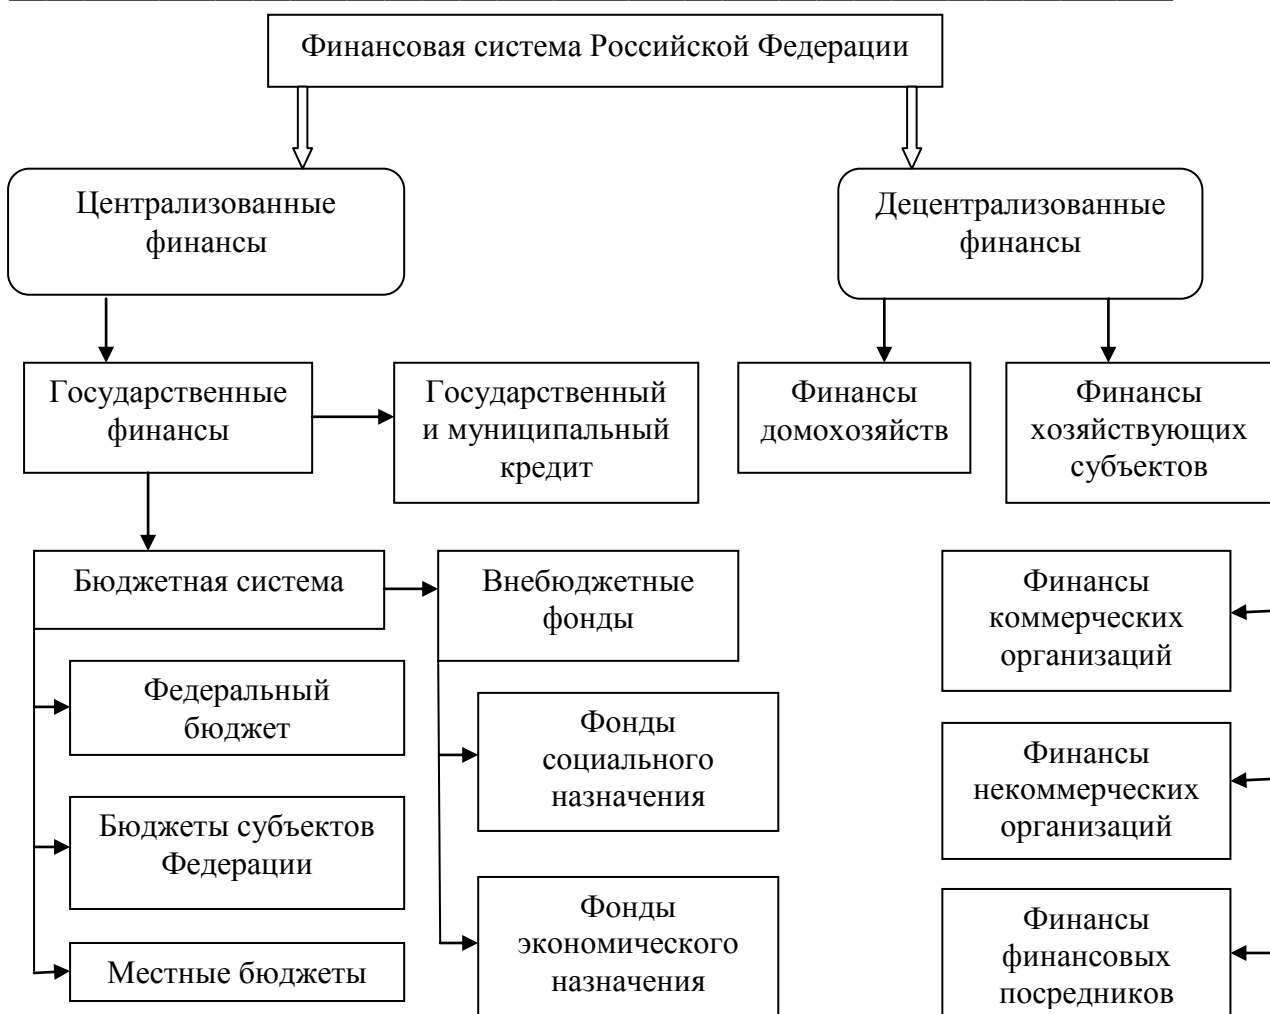 Финансовая система Российской Федерации
Централизованные
финансы
Децентрализованные
финансы
Государственные
финансы
Государственный
и муниципальный
кредит
Финансы
домохозяйств
Финансы
хозяйствующих
субъектов
Бюджетная система
Внебюджетные
фонды
Финансы
коммерческих
организаций
Федеральный
бюджет
Фонды
социального
назначения
Финансы
некоммерческих
организаций
Бюджеты субъектов
Федерации
Фонды
экономического
назначения
Финансы
финансовых
посредников
Местные бюджеты